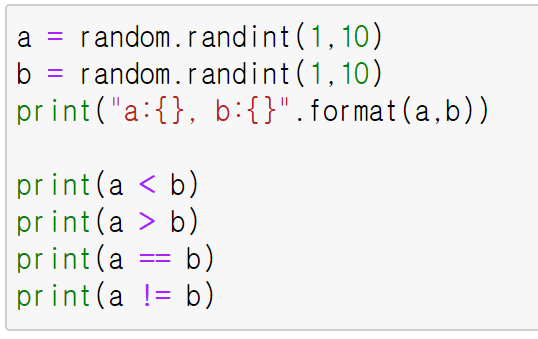 a = random.randint(1,10)
b = random.randint(1,10)
print("a:{}, b:{}".format(a,b))
print(a < b)
print(a > b)
print(a == b)
print(a != b)